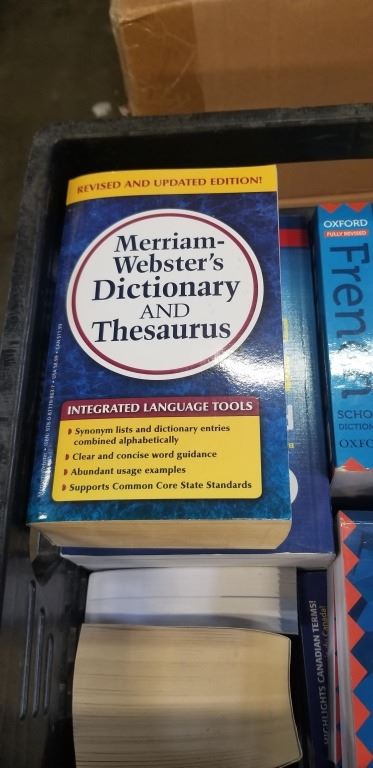 REVISED AND UPDATED EDITION!
Merriam-
Webster's
Dictionary
AND
Thesaurus
INTEGRATED LANGUAGE TOOLS
Synonym lists and dictionary entries
combined alphabetically
Clear and concise word guidance
Abundant usage examples
Supports Common Core State Standards
OXFORD
FULLY REVISED
French
SCHO
DICTION
OXFO
HIGHLIGHTS CANADIAN TERMS!